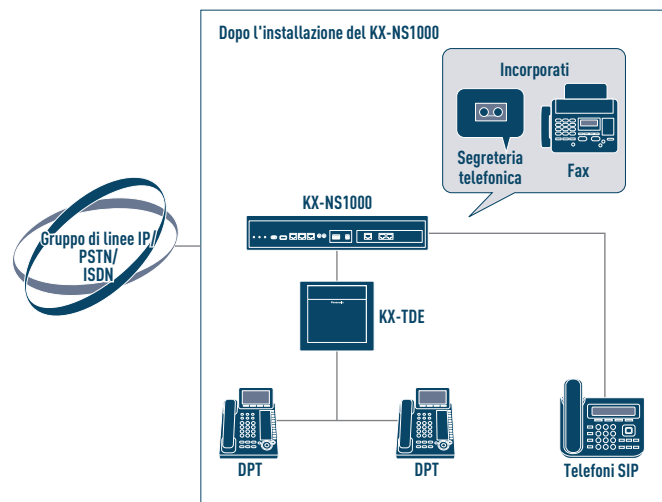 Dopo l'installazione del KX-NS1000
Incorporati
Segreteria
telefonica
Fax
KX-NS1000
Gruppo di linee IP/
PSTN/
ISDN
Panasonic
KX-TDE
DPT
DPT
Telefoni SIP